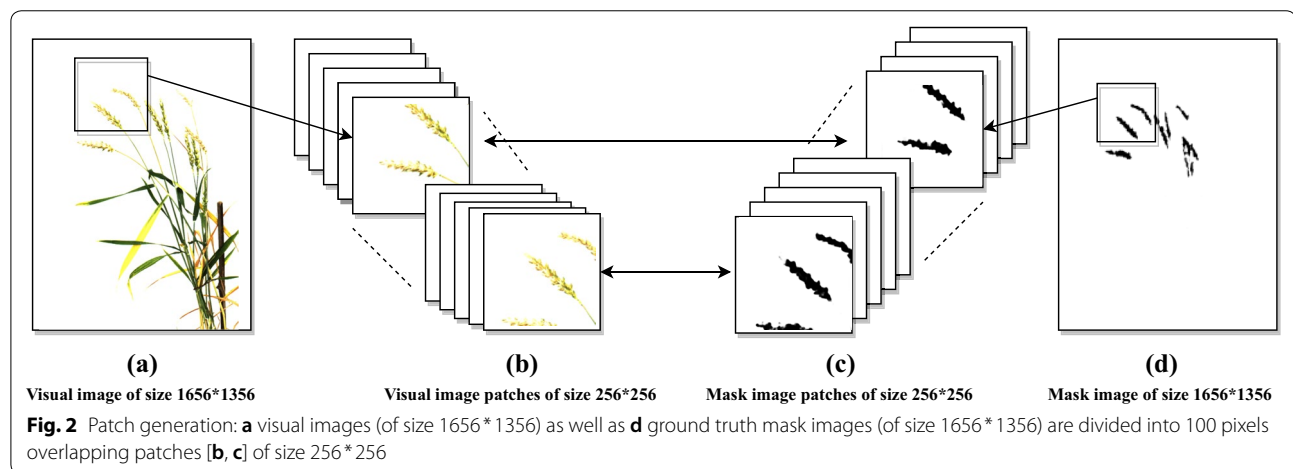 (a)
(b)
(c)
(d)
Visual image of size 1656*1356
Visual image patches of size 256*256
Mask image patches of size 256*256
Mask image of size 1656*1356
Fig. 2 Patch generation: a visual images (of size 1656 * 1356) as well as d ground truth mask images (of size 1656 * 1356) are divided into 100 pixels
overlapping patches [b, c] of size 256 * 256